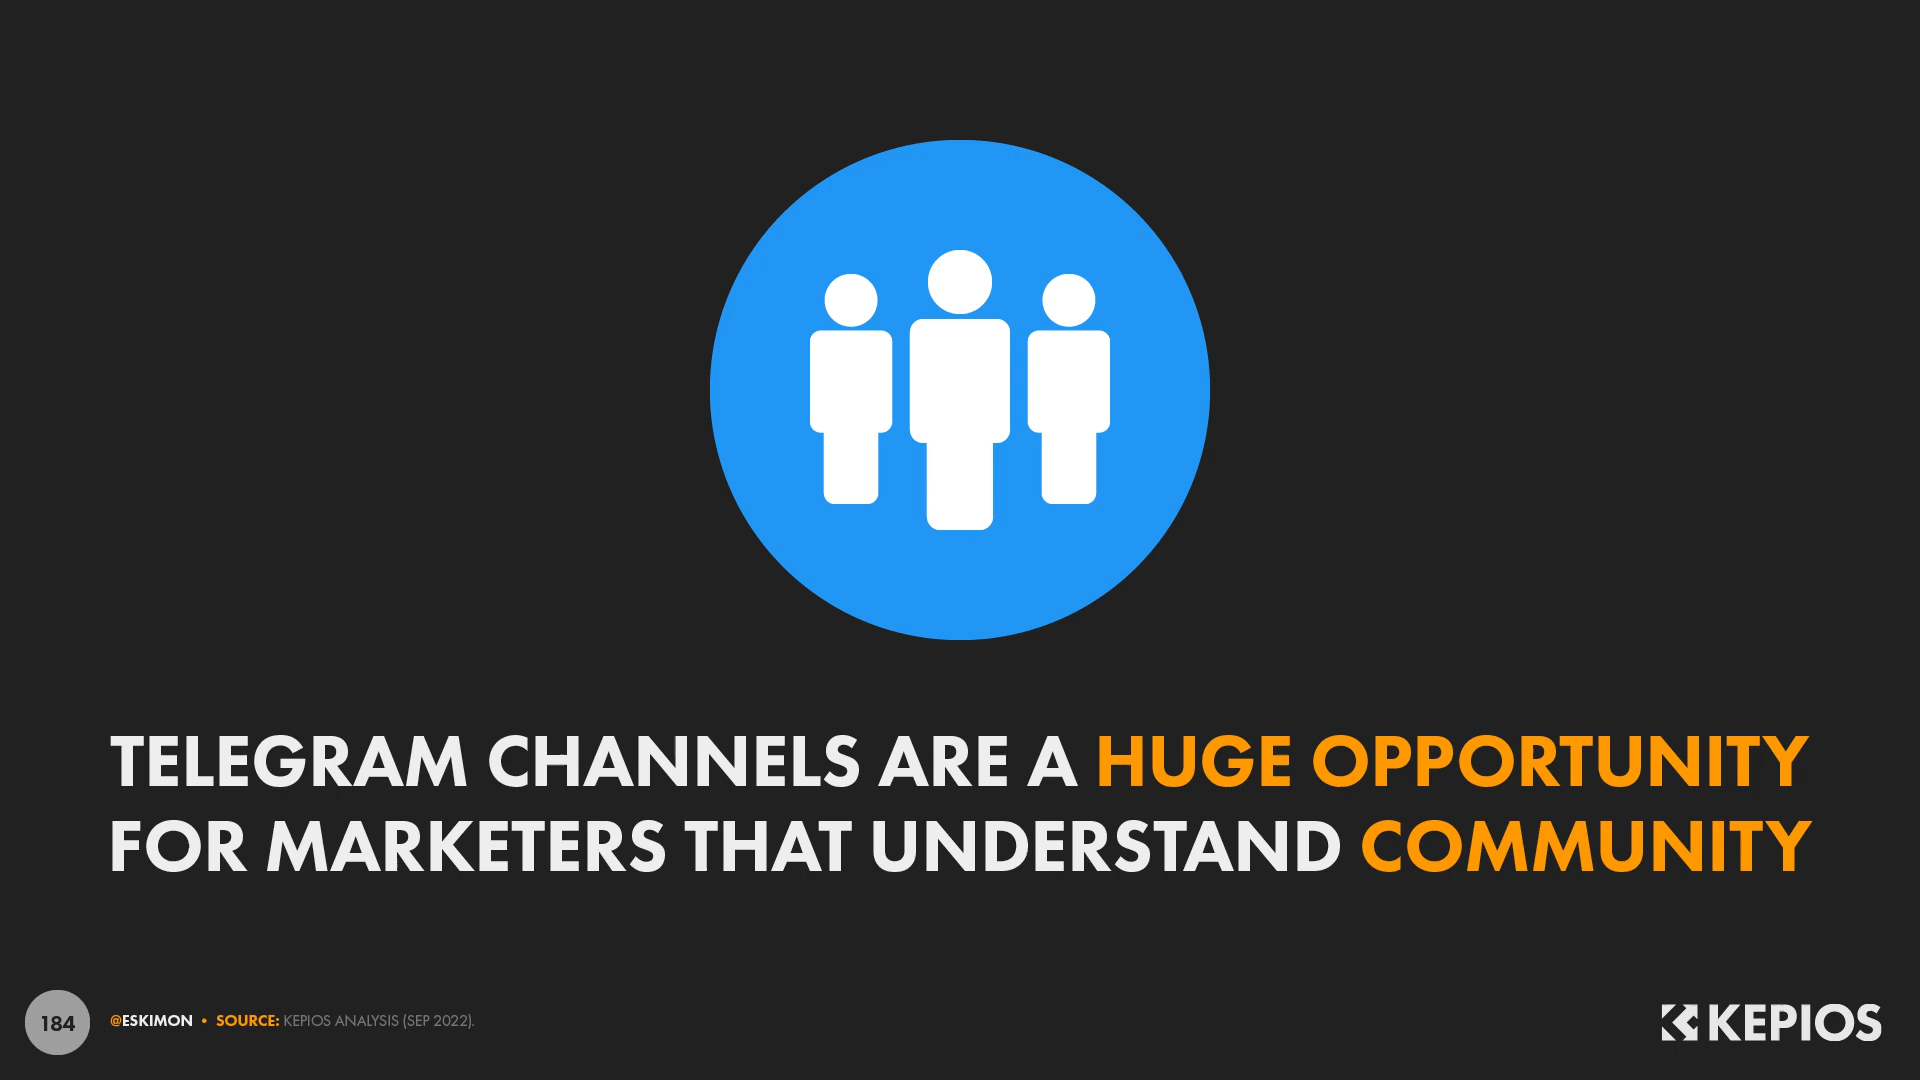 TELEGRAM CHANNELS ARE A HUGE OPPORTUNITY
FOR MARKETERS THAT UNDERSTAND COMMUNITY
184
@ESKIMON • SOURCE: KEPIOS ANALYSIS (SEP 2022).
KEPIOS